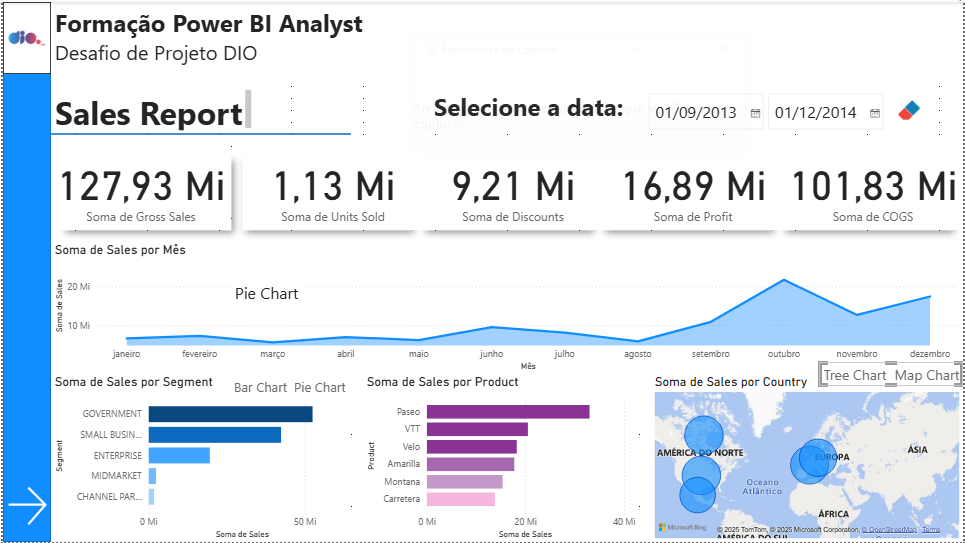 dio.
Formação Power BI Analyst
Desafio de Projeto DIO
Sales Report
Selecione a data:
01/09/2013
01/12/2014
127,93 Mi
Soma de Gross Sales
1,13 Mi
Soma de Units Sold
9,21 Mi
Soma de Discounts
16,89 Mi
Soma de Profit
101,83 Mi
Soma de COGS
Soma de Sales por Mês
Soma de Sales
20 Mi
10 Mi
Pie Chart
janeiro fevereiro março abril maio junho julho agosto setembro outubro novembro dezembro
Mês
Soma de Sales por Segment
Bar Chart Pie Chart
Segment
GOVERNMENT
SMALL BUSIN...
ENTERPRISE
MIDMARKET
CHANNEL PAR...
0 Mi 50 Mi
Soma de Sales
Soma de Sales por Product
Product
Paseo
VTT
Velo
Amarilla
Montana
Carretera
0 Mi 20 Mi 40 Mi
Soma de Sales
Soma de Sales por Country
Tree Chart Map Chart
AMÉRICA DO NORTE
EUROPA
ÁSIA
Oceano
Atlântico
ÁFRICA
Microsoft Bing
© 2025 TomTom, © 2025 Microsoft Corporation, © OpenStreetMap Terms
AMÉRICA DO SUL